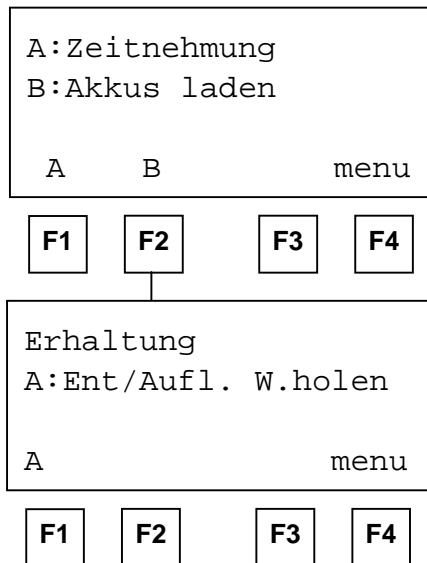 A:Zeitnehmung
B:Akkus laden
A B menu
F1 F2 F3 F4
Erhaltung
A:Ent/Aufl. W.holen
A menu
F1 F2 F3 F4